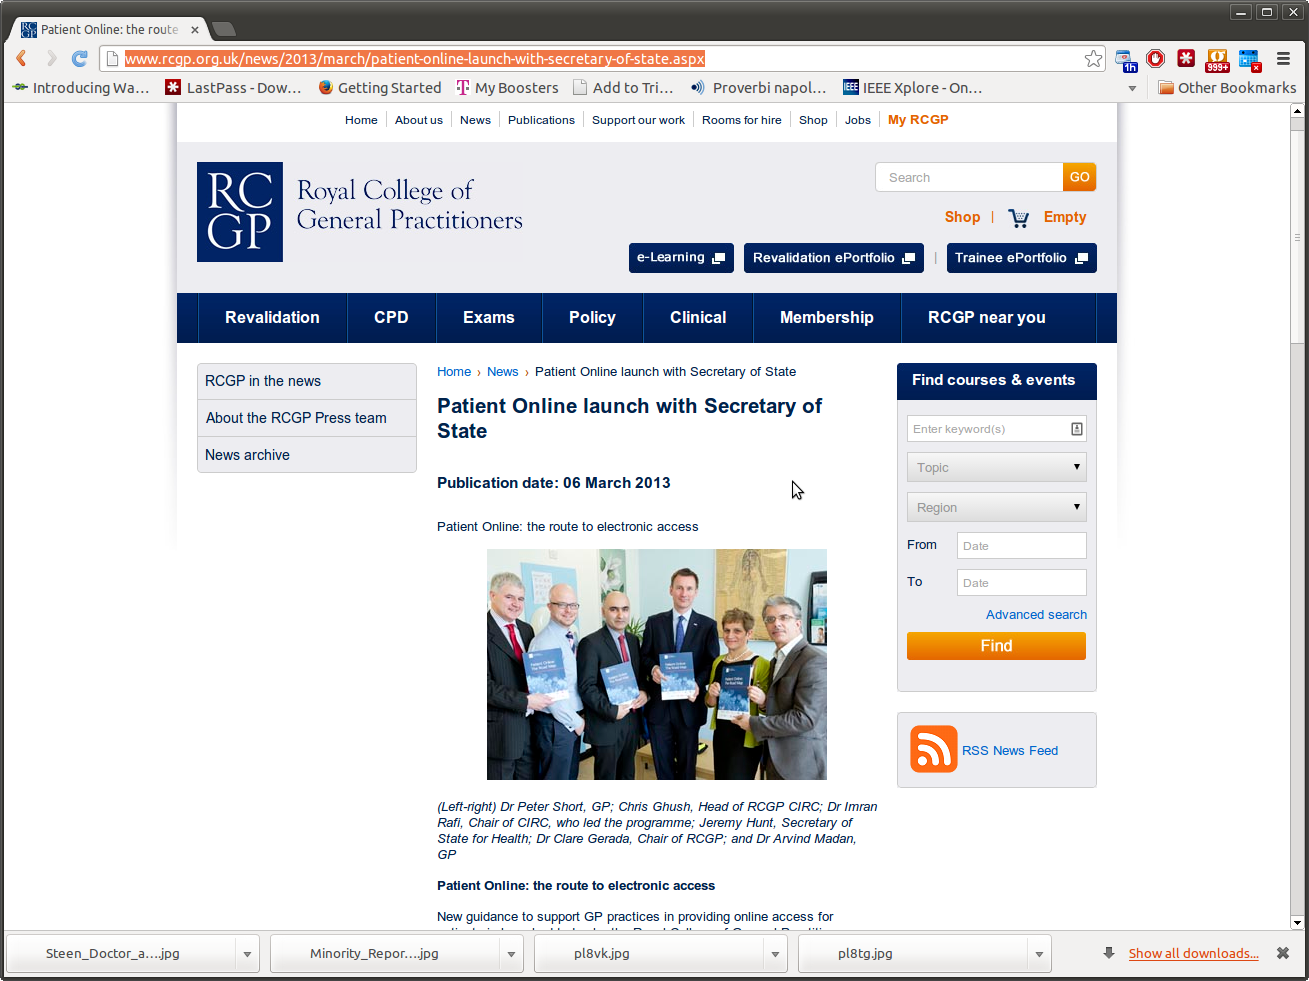 Patient Online: the route
www.rcgp.org.uk/news/2013/march/patient-online-launch-with-secretary-of-state.aspx
1h
999+
Introducing Wa... LastPass - Dow... Getting Started My Boosters Add to Tri... Proverbi napol... IEEE Xplore - On... Other Bookmarks
Home About us News Publications Support our work Rooms for hire Shop Jobs My RCGP
RC
GP
Royal College of
General Practitioners
Search GO
Shop | Empty
e-Learning Revalidation ePortfolio | Trainee ePortfolio
Revalidation CPD Exams Policy Clinical Membership RCGP near you
RCGP in the news
About the RCGP Press team
News archive
Home › News › Patient Online launch with Secretary of State
Patient Online launch with Secretary of
State
Publication date: 06 March 2013
Patient Online: the route to electronic access
Patient Online:
The Road Map
(Left-right) Dr Peter Short, GP; Chris Ghush, Head of RCGP CIRC; Dr Imran
Rafi, Chair of CIRC, who led the programme; Jeremy Hunt, Secretary of
State for Health; Dr Clare Gerada, Chair of RCGP; and Dr Arvind Madan,
GP
Patient Online: the route to electronic access
New guidance to support GP practices in providing online access for
Find courses & events
Enter keyword(s)
Topic
Region
From Date
To Date
Advanced search
Find
RSS News Feed
Steen_Doctor_a....jpg Minority_Repor....jpg pl8vk.jpg pl8tg.jpg Show all downloads...